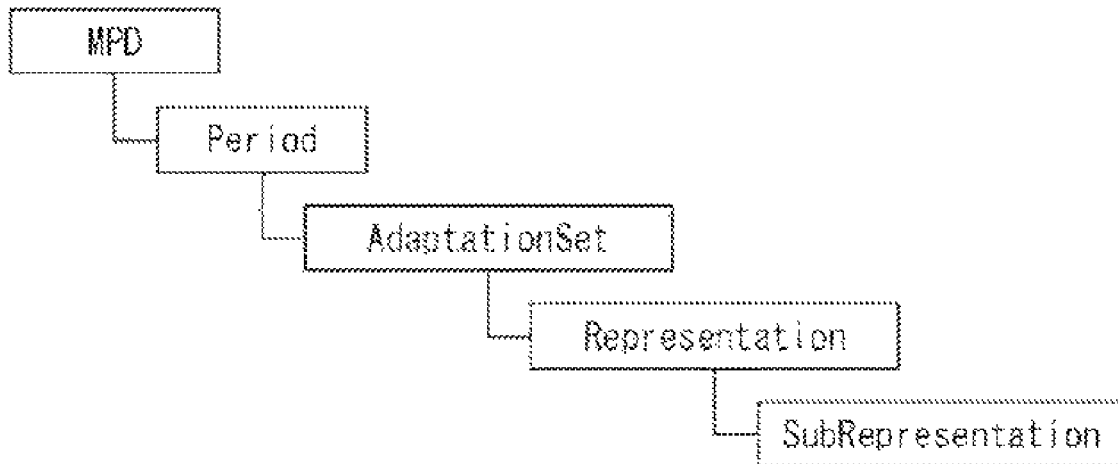 MPD
Period
AdaptationSet
Representation
SubRepresentation